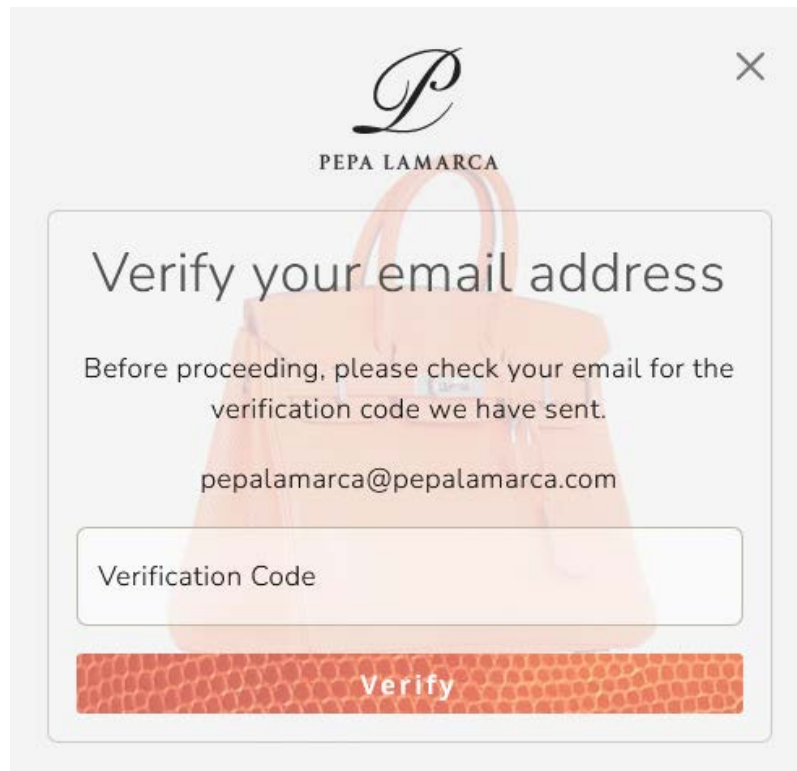 P
PEPA LAMARCA
Verify your email address
Before proceeding, please check your email for the
verification code we have sent.
pepalamarca@pepalamarca.com
Verification Code
Verify